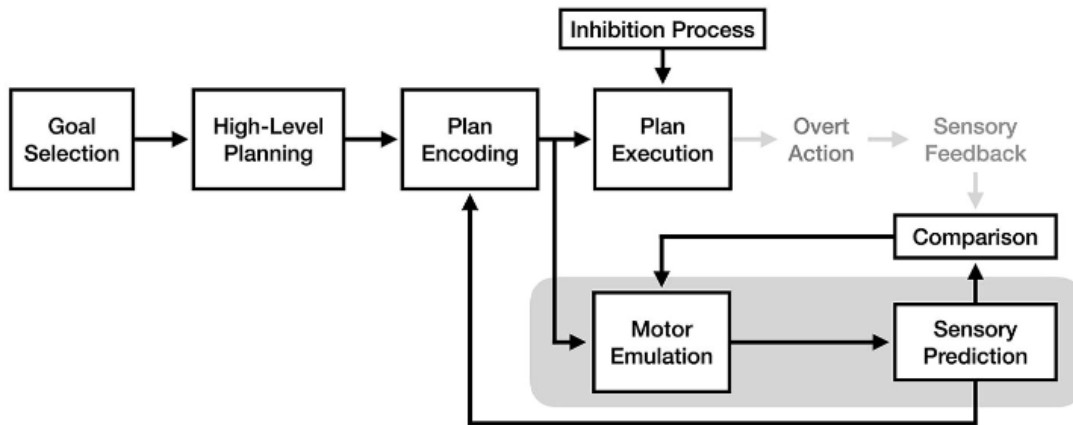 Inhibition Process
Goal
Selection
High-Level
Planning
Plan
Encoding
Plan
Execution
Overt
Action
Sensory
Feedback
Comparison
Motor
Emulation
Sensory
Prediction